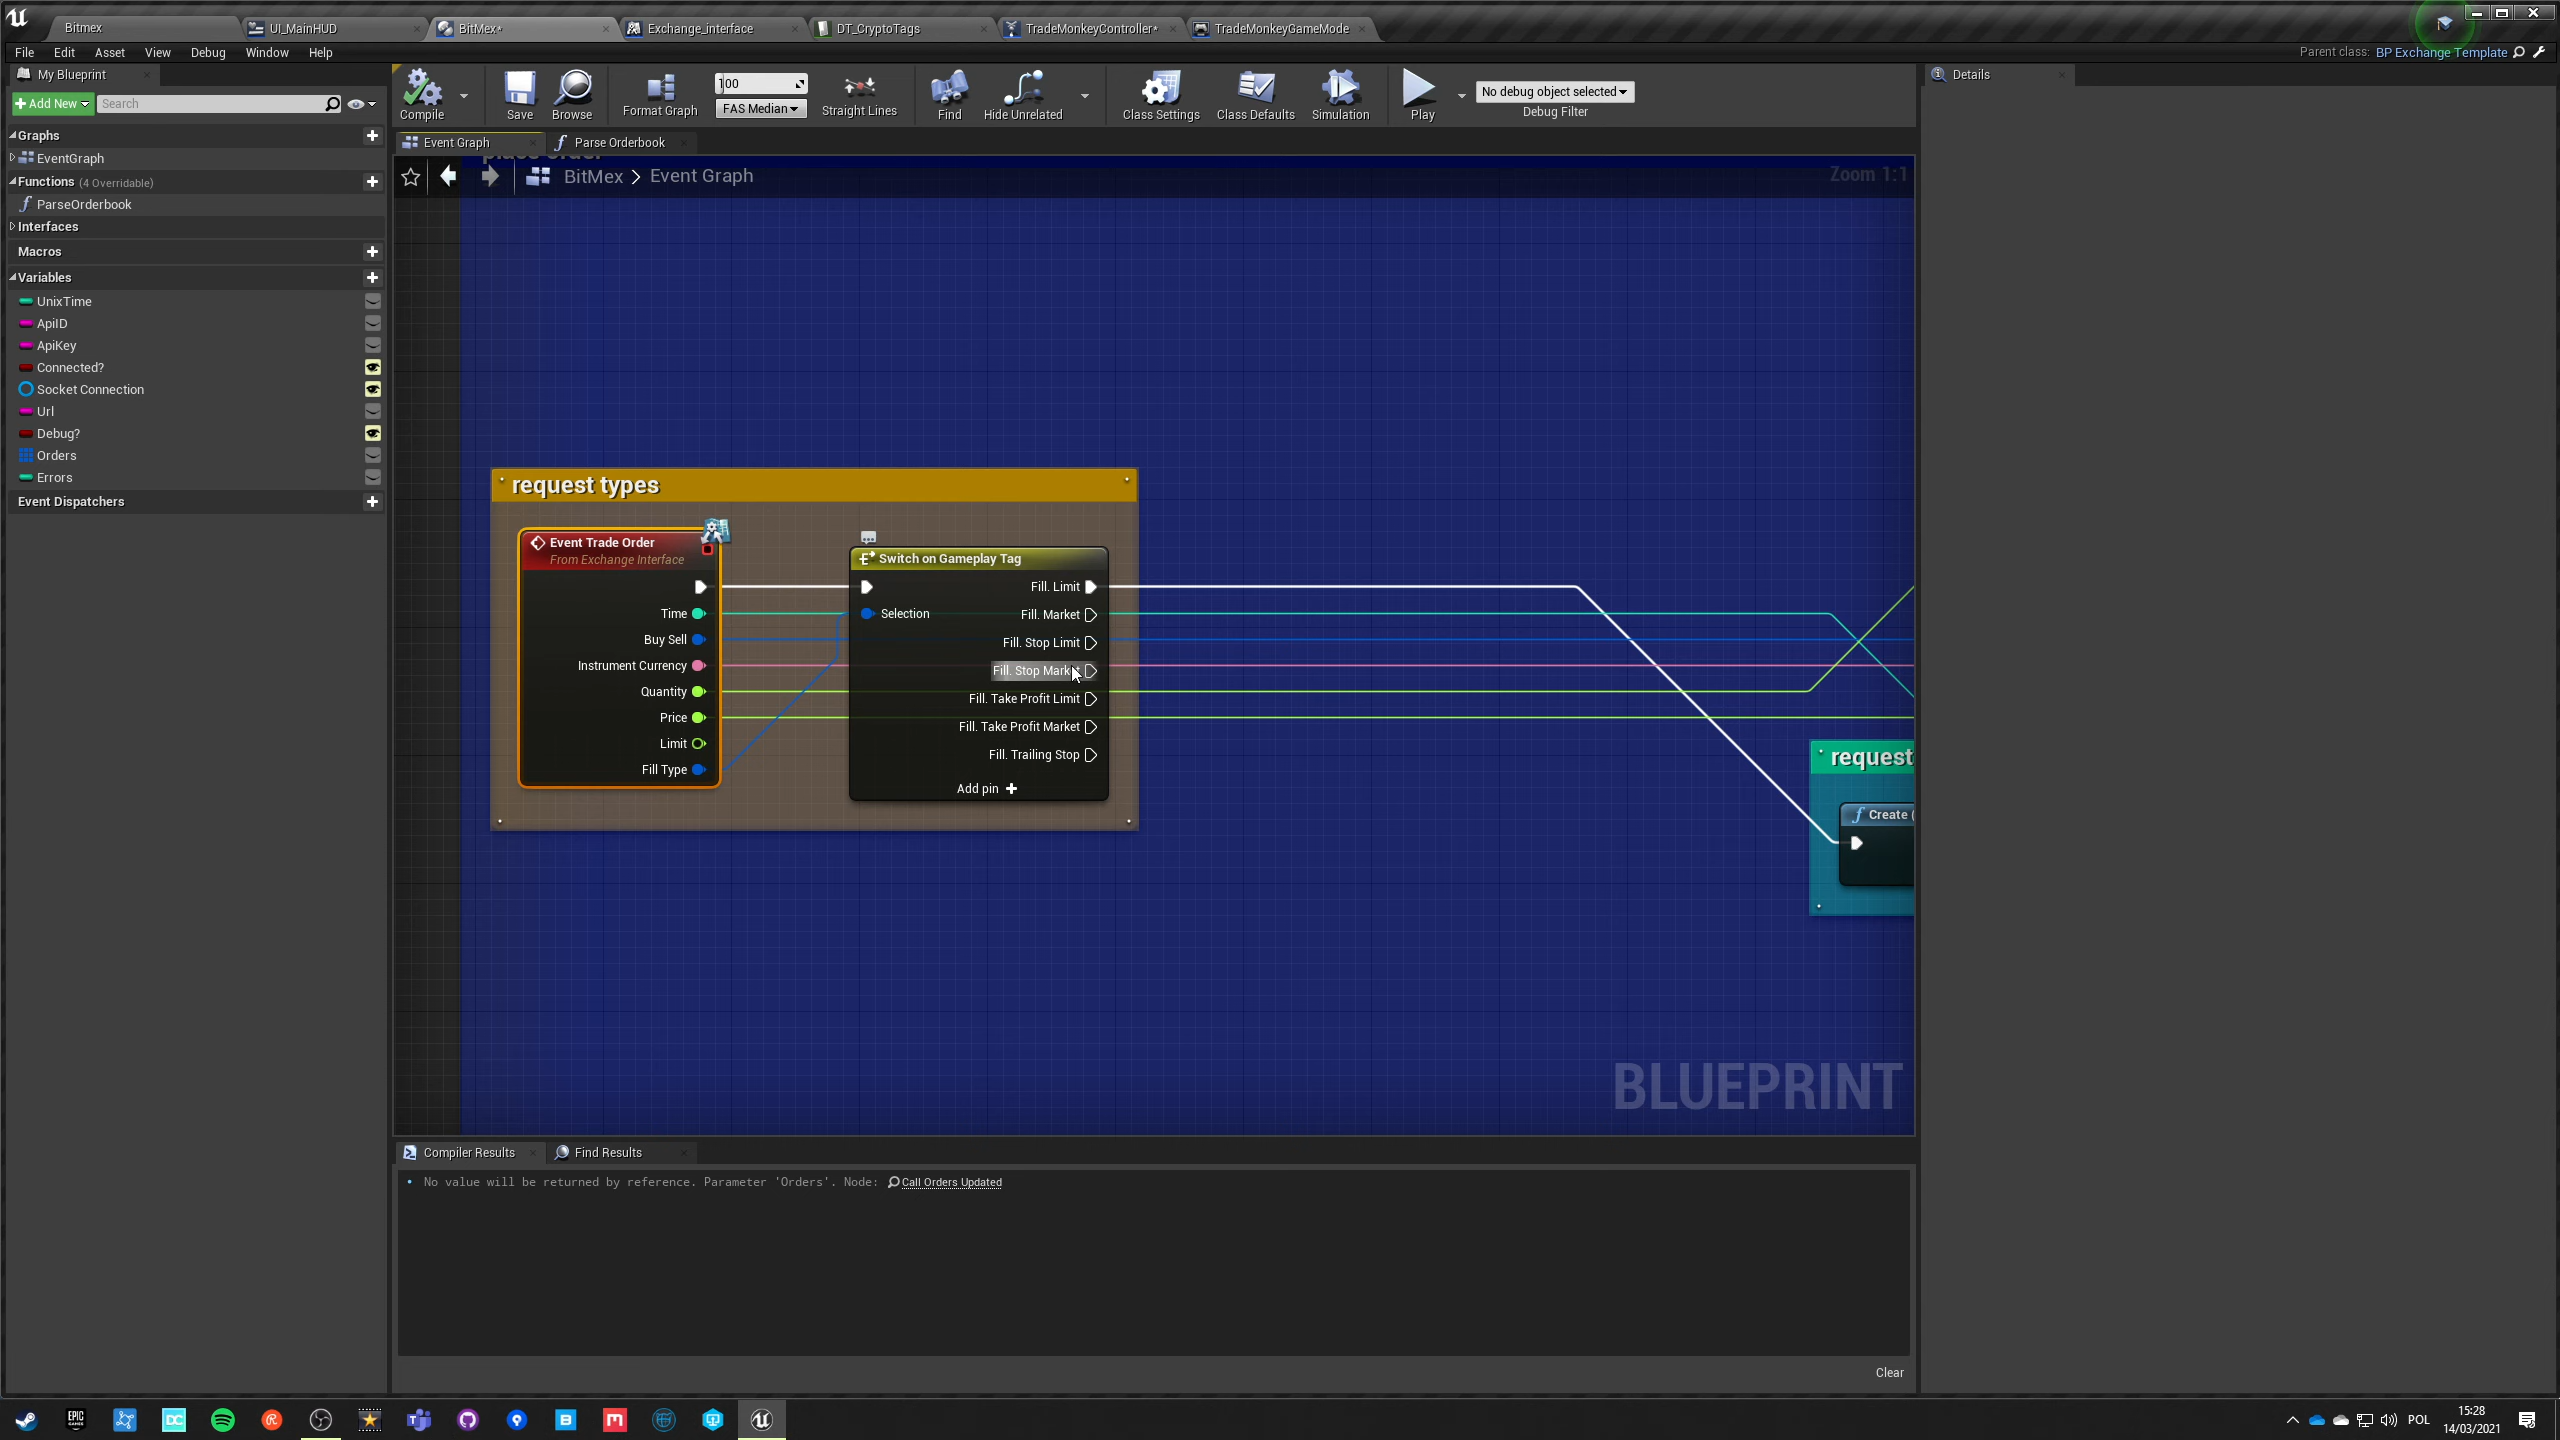 Bitmex
UI_MainHUD
BitMex*
Exchange_interface
DT_CryptoTags
TradeMonkeyController*
TradeMonkeyGameMode
File
Edit
Asset
View
Debug
Window
Help
Parent class: BP Exchange Template
My Blueprint
Add New
Search
Graphs
EventGraph
Functions (4 Overridable)
ParseOrderbook
Interfaces
Macros
Variables
UnixTime
ApiID
ApiKey
Connected?
Socket Connection
Url
Debug?
Orders
Errors
Event Dispatchers
Compile
Save
Browse
Format Graph
100
FAS Median
Straight Lines
Find
Hide Unrelated
Class Settings
Class Defaults
Simulation
Play
No debug object selected
Debug Filter
Event Graph
Parse Orderbook
place order
BitMex > Event Graph
Zoom 1:1
request types
Event Trade Order
From Exchange Interface
Time
Buy Sell
Instrument Currency
Quantity
Price
Limit
Fill Type
Switch on Gameplay Tag
Selection
Fill. Limit
Fill. Market
Fill. Stop Limit
Fill. Stop Market
Fill. Take Profit Limit
Fill. Take Profit Market
Fill. Trailing Stop
Add pin
request
Create (
BLUEPRINT
Details
Compiler Results
Find Results
• No value will be returned by reference. Parameter 'Orders'. Node: Call Orders Updated
Clear
EPIC
GAMES
DC
POL
15:28
14/03/2021